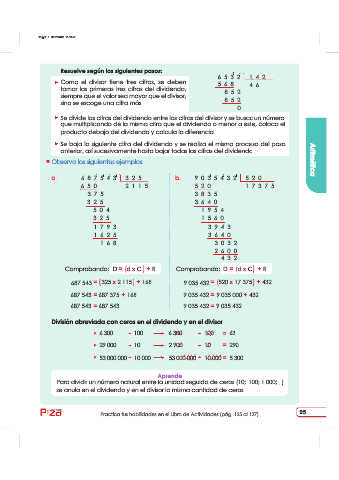 Resuelve según los siguientes pasos:
Como el divisor tiene tres cifras, se deben
tomar las primeras tres cifras del dividendo,
siempre que el valor sea mayor que el divisor,
sino se escoge una cifra más
6 5 3 2 | 1 4 2
5 6 8 4 6
8 5 2
8 5 2
0
Se divide las cifras del dividendo entre las cifras del divisor y se busca un número
que multiplicando de la misma cifra que el dividendo o menor a éste, coloca el
producto debajo del dividendo y calcula la diferencia
Se baja la siguiente cifra del dividendo y se realiza el mismo proceso del paso
anterior, así sucesivamente hasta bajar todas las cifras del dividendo
Observa los siguientes ejemplos
Aritmética
a. 6 8 7 5 4 3 | 3 2 5
6 5 0 2 1 1 5
3 7 5
3 2 5
5 0 4
3 2 5
1 7 9 3
1 6 2 5
1 6 8
b. 9 0 3 5 4 3 2 | 5 2 0
5 2 0 1 7 3 7 5
3 8 3 5
3 6 4 0
1 9 5 4
1 5 6 0
3 9 4 3
3 6 4 0
3 0 3 2
2 6 0 0
4 3 2
Comprobando: D = (d x C) + R
687 543 = (325 x 2 115) + 168
687 543 = 687 375 + 168
687 543 = 687 543
Comprobando: D = (d x C) + R
9 035 432 = (520 x 17 375) + 432
9 035 432 = 9 035 000 + 432
9 035 432 = 9 035 432
División abreviada con ceros en el dividendo y en el divisor
6 300 ÷ 100 → 6 300 ÷ 100 = 63
÷ 10 → ÷ 10 = 290
53 000 000 ÷ 10 000 → 53 000 000 ÷ 10 000 = 5 300
Aprende
Para dividir un número natural entre la unidad seguida de ceros (10; 100; 1 000;
se anula en el dividendo y en el divisor la misma cantidad de ceros
Practica tus habilidades en el Libro de Actividades (pág. 125 al 127)